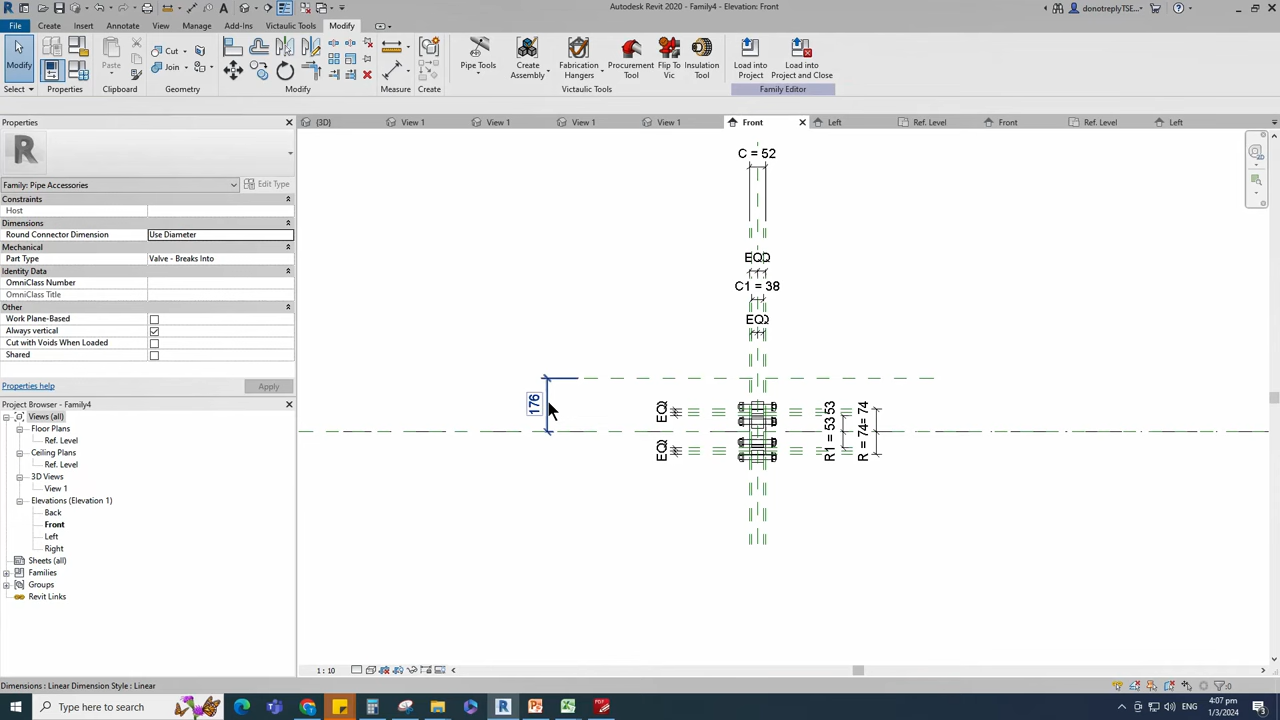 Autodesk Revit 2020 - Family4 - Elevation: Front
donotreplyTSE...
File Create Insert Annotate View Manage Add-Ins Victaulic Tools Modify
Modify Paste Cut Join Pipe Tools Create Assembly Fabrication Hangers Procurement Tool Flip To Vic Insulation Tool Load into Project Load into Project and Close
Select Properties Clipboard Geometry Modify Measure Create Victaulic Tools Family Editor
Properties
{3D} View 1 View 1 View 1 View 1 Front Left Ref. Level Front Ref. Level Left
Family: Pipe Accessories Edit Type
Constraints
Host
Dimensions
Round Connector Dimension Use Diameter
Mechanical
Part Type Valve - Breaks Into
Identity Data
OmniClass Number
OmniClass Title
Other
Work Plane-Based
Always vertical
Cut with Voids When Loaded
Shared
Properties help Apply
Project Browser - Family4
Views (all)
Floor Plans
Ref. Level
Ceiling Plans
Ref. Level
3D Views
View 1
Elevations (Elevation 1)
Back
Front
Left
Right
Sheets (all)
Families
Groups
Revit Links
C = 52
C1 = 38
176
1 : 10
Dimensions : Linear Dimension Style : Linear
:0
Type here to search
4:07 pm
1/3/2024